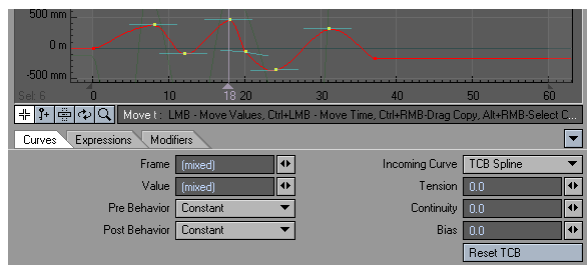 500 mm
0 m
-500 mm
Sel: 6 0 10 18 20 30 40 50 60
Move t : LMB - Move Values, Ctrl+LMB - Move Time, Ctrl+RMB-Drag Copy, Alt+RMB-Select C...
Curves Expressions Modifiers
Frame (mixed) Incoming Curve TCB Spline
Value (mixed) Tension 0.0
Pre Behavior Constant Continuity 0.0
Post Behavior Constant Bias 0.0
Reset TCB